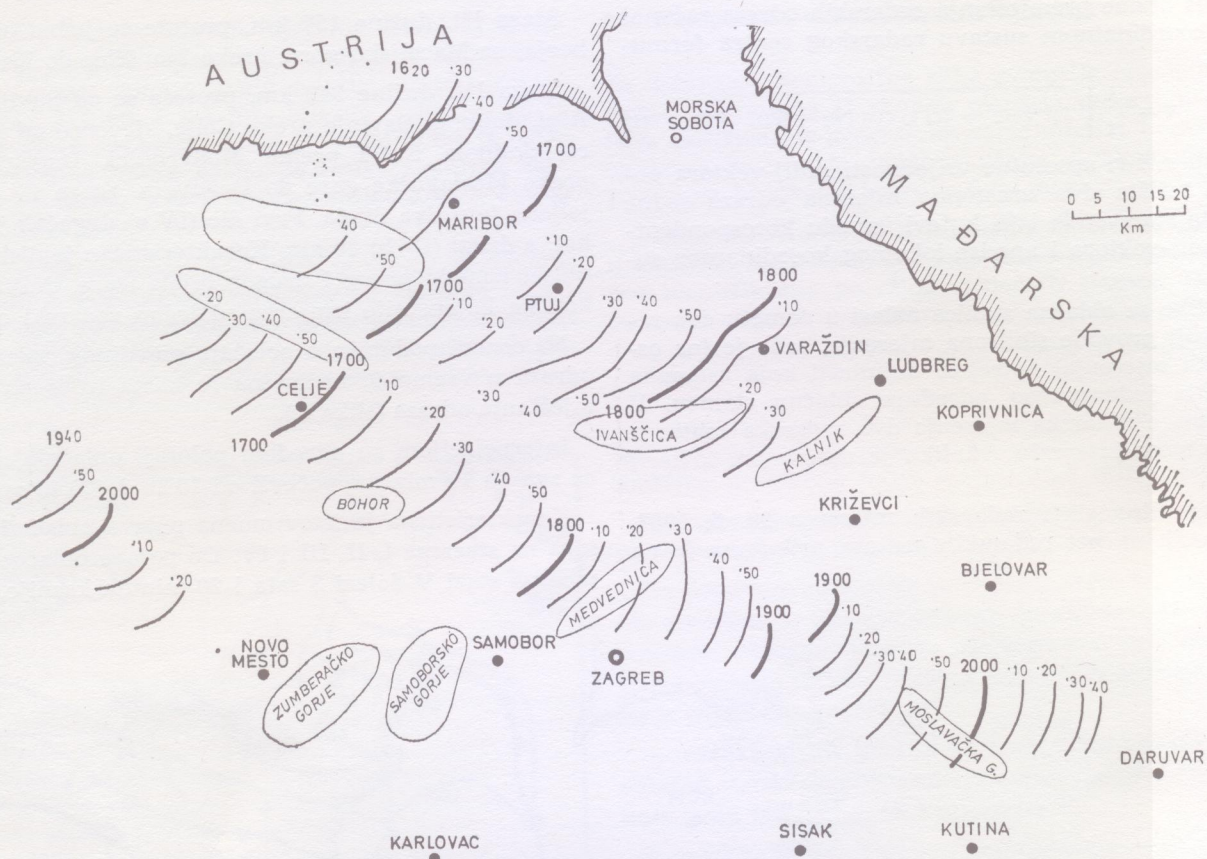 AUSTRIJA
1620
'30
'40
'50
1700
MORSKA
SOBOTA
MAĐARSKA
0 5 10 15 20
Km
MARIBOR
'40
'50
1700
'10
'20
PTUJ
'10
'20
'30
'40
'50
1800
'10
VARAŽDIN
LUDBREG
KOPRIVNICA
'20
'30
'40
'50
1700
CELJE
1700
'10
'20
'30
'30
'40
'50
1800
IVANŠČICA
'20
'30
KALNIK
KRIŽEVCI
BJELOVAR
1940
'50
2000
'10
'20
BOHOR
'40
'50
1800
'10
'20
'30
'40
'50
1900
MEDVEDNICA
1900
'10
'20
'30
'40
'50
2000
'10
'20
'30
'40
MOSLAVAČKA G.
NOVO
MESTO
ZUMBERAČKO
GORJE
SAMOBORSKO
GORJE
SAMOBOR
ZAGREB
DARUVAR
KARLOVAC
SISAK
KUTINA